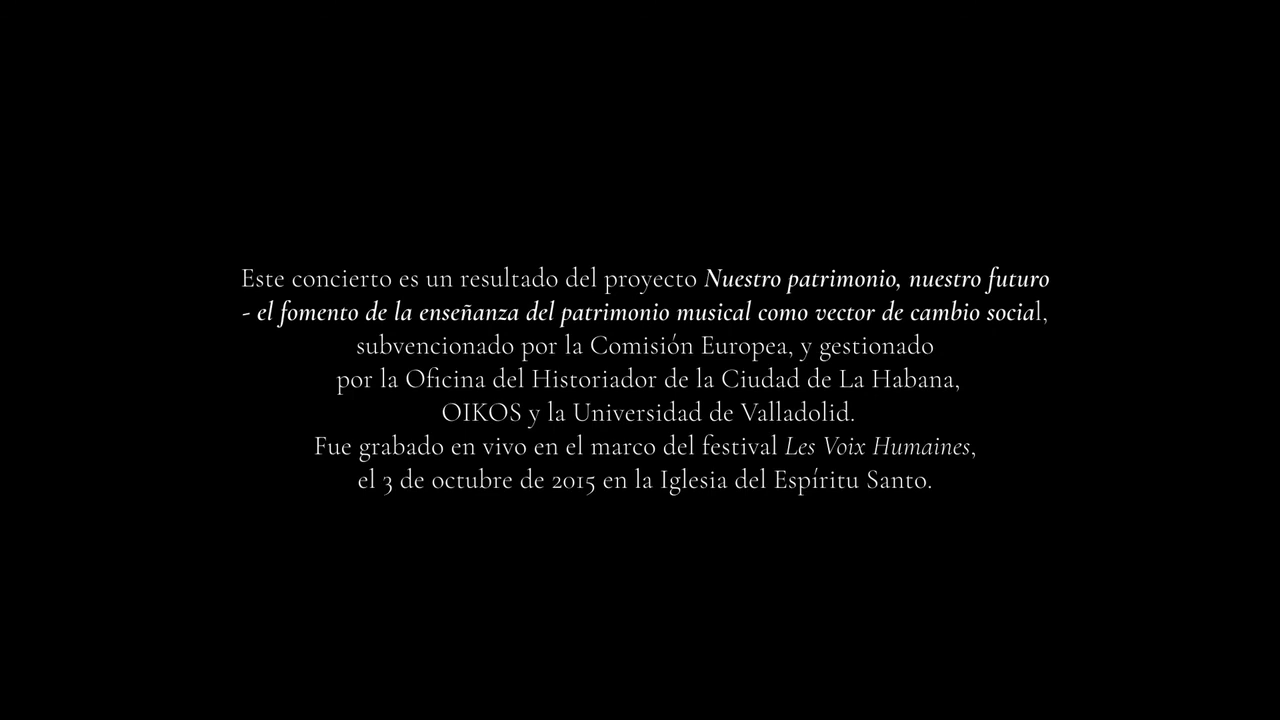 Este concierto es un resultado del proyecto Nuestro patrimonio, nuestro futuro
- el fomento de la enseñanza del patrimonio musical como vector de cambio social,
subvencionado por la Comisión Europea, y gestionado
por la Oficina del Historiador de la Ciudad de La Habana,
OIKOS y la Universidad de Valladolid.
Fue grabado en vivo en el marco del festival Les Voix Humaines,
el 3 de octubre de 2015 en la Iglesia del Espíritu Santo.